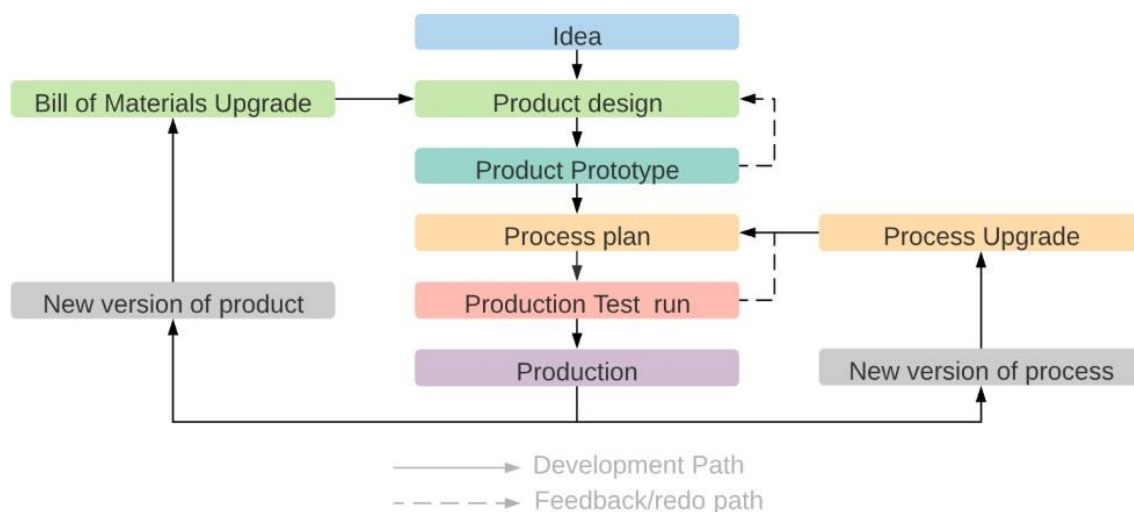 Idea
Bill of Materials Upgrade
Product design
Product Prototype
Process plan
Process Upgrade
New version of product
Production Test run
Production
New version of process
Development Path
Feedback/redo path